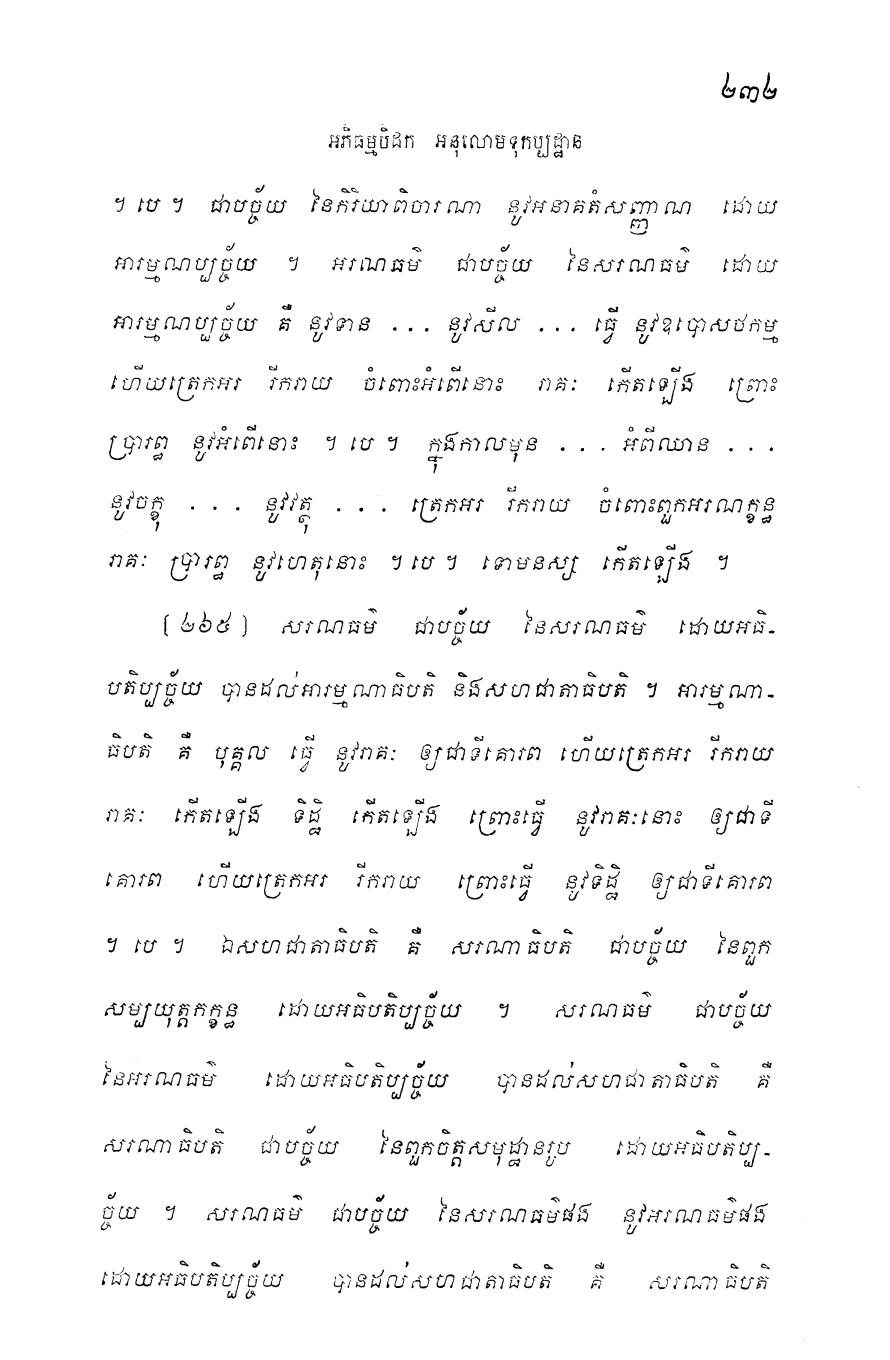 ២៣២
អភិធម្មបិដក អនុលោមទុកប្បដ្ឋាន
។ បេ ។ ជាបច្ច័យ នៃកិរិយាពិចារណា នូវអនាគតំសញ្ញាណ ដោយ
អារម្មណប្បច្ច័យ ។ អរណធម៌ ជាបច្ច័យ នៃសរណធម៌ ដោយ
អារម្មណប្បច្ច័យ គឺ នូវទាន ... នូវសីល ... ធ្វើ នូវឧបោសថកម្ម
ហើយត្រេកអរ រីករាយ ចំពោះអំពើនោះ រាគៈ កើតឡើង ព្រោះ
ប្រារព្ធ នូវអំពើនោះ ។ បេ ។ ក្នុងកាលមុន ... អំពីឈាន ...
នូវចក្ខុ ... នូវវត្ថុ ... ត្រេកអរ រីករាយ ចំពោះពួកអរណក្ខន្ធ
រាគៈ ប្រារព្ធ នូវហេតុនោះ ។ បេ ។ ទោមនស្ស កើតឡើង ។
[២៦៥] សរណធម៌ ជាបច្ច័យ នៃសរណធម៌ ដោយអធិ-
បតិប្បច្ច័យ បានដល់អារម្មណាធិបតិ និងសហជាតាធិបតិ ។ អារម្មណា-
ធិបតិ គឺ បុគ្គល ធ្វើ នូវរាគៈ ឲ្យជាទីគោរព ហើយត្រេកអរ រីករាយ
រាគៈ កើតឡើង ទិដ្ឋិ កើតឡើង ព្រោះធ្វើ នូវរាគៈនោះ ឲ្យជាទី
គោរព ហើយត្រេកអរ រីករាយ ព្រោះធ្វើ នូវទិដ្ឋិ ឲ្យជាទីគោរព
។ បេ ។ ឯសហជាតាធិបតិ គឺ សរណាធិបតិ ជាបច្ច័យ នៃពួក
សម្បយុត្តកក្ខន្ធ ដោយអធិបតិប្បច្ច័យ ។ សរណធម៌ ជាបច្ច័យ
នៃអរណធម៌ ដោយអធិបតិប្បច្ច័យ បានដល់សហជាតាធិបតិ គឺ
សរណាធិបតិ ជាបច្ច័យ នៃពួកចិត្តសមុដ្ឋានរូប ដោយអធិបតិប្ប-
ច្ច័យ ។ សរណធម៌ ជាបច្ច័យ នៃសរណធម៌ផង នូវអរណធម៌ផង
ដោយអធិបតិប្បច្ច័យ បានដល់សហជាតាធិបតិ គឺ សរណាធិបតិ